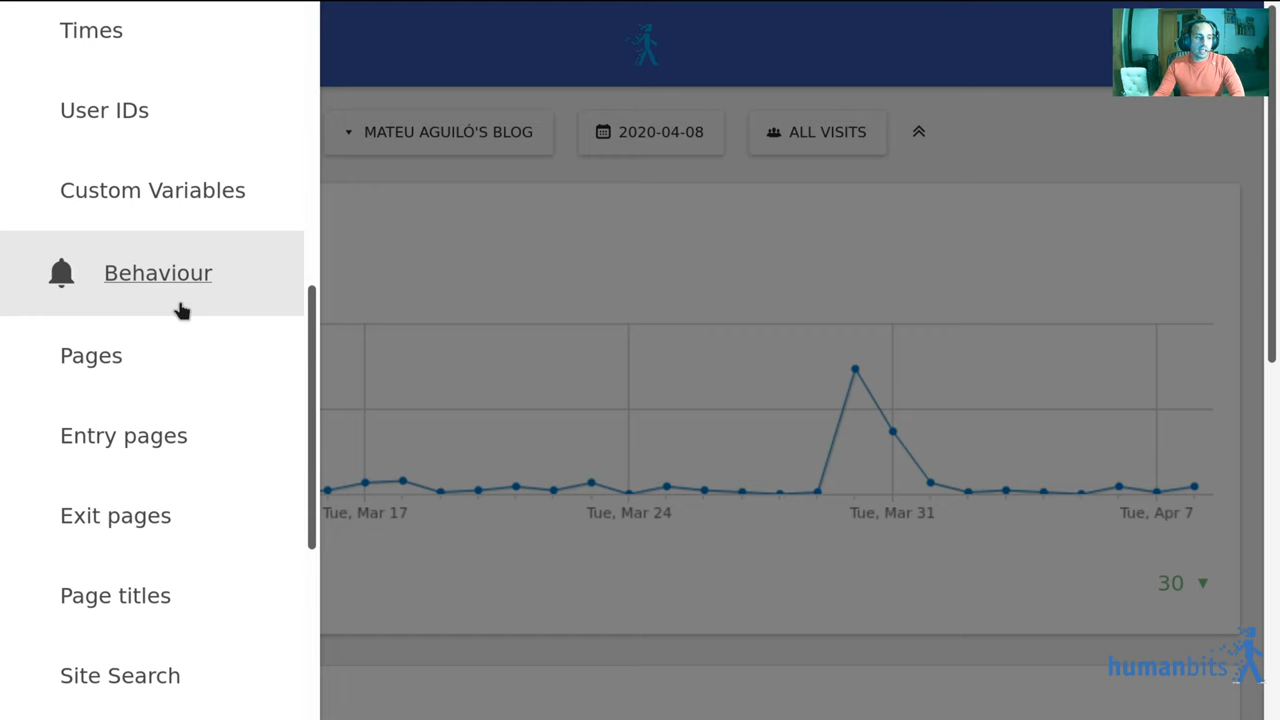 Times
User IDs
Custom Variables
Behaviour
Pages
Entry pages
Exit pages
Page titles
Site Search
MATEU AGUILÓ'S BLOG
2020-04-08
ALL VISITS
Tue, Mar 17
Tue, Mar 24
Tue, Mar 31
Tue, Apr 7
30
humanbits